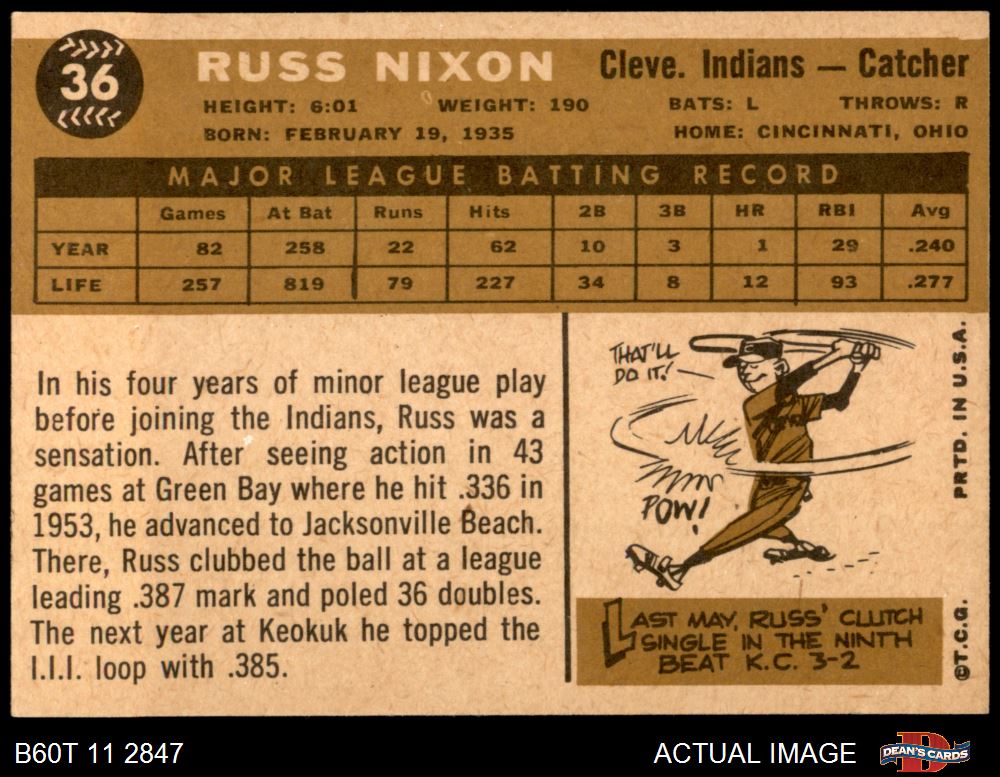 36
RUSS NIXON
Cleve. Indians — Catcher
HEIGHT: 6:01 WEIGHT: 190 BATS: L THROWS: R
BORN: FEBRUARY 19, 1935 HOME: CINCINNATI, OHIO
MAJOR LEAGUE BATTING RECORD
Games At Bat Runs Hits 2B 3B HR RBI Avg
YEAR 82 258 22 62 10 3 1 29 .240
LIFE 257 819 79 227 34 8 12 93 .277
In his four years of minor league play
before joining the Indians, Russ was a
sensation. After seeing action in 43
games at Green Bay where he hit .336 in
1953, he advanced to Jacksonville Beach.
There, Russ clubbed the ball at a league
leading .387 mark and poled 36 doubles.
The next year at Keokuk he topped the
I.I.I. loop with .385.
THAT'LL
DO IT!
POW!
LAST MAY, RUSS' CLUTCH
SINGLE IN THE NINTH
BEAT K.C. 3-2
©T.C.G. PRTD. IN U.S.A.
B60T 11 2847
ACTUAL IMAGE
DEAN'S CARDS